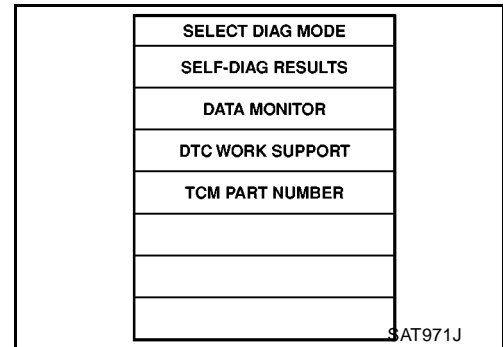 SELECT DIAG MODE
SELF-DIAG RESULTS
DATA MONITOR
DTC WORK SUPPORT
TCM PART NUMBER
SAT971J